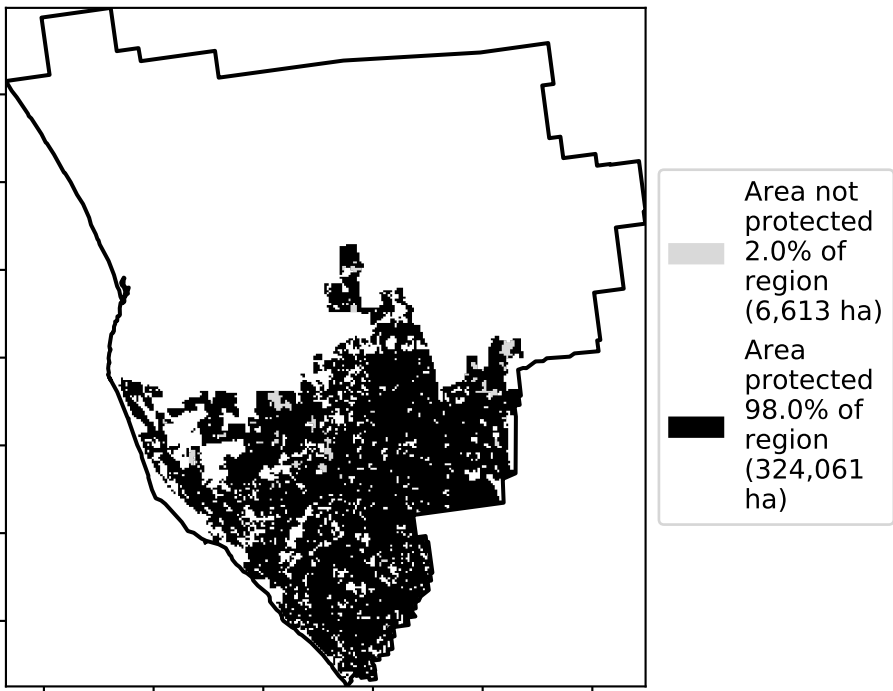 Area not
protected
2.0% of
region
(6,613 ha)
Area
protected
98.0% of
region
(324,061
ha)